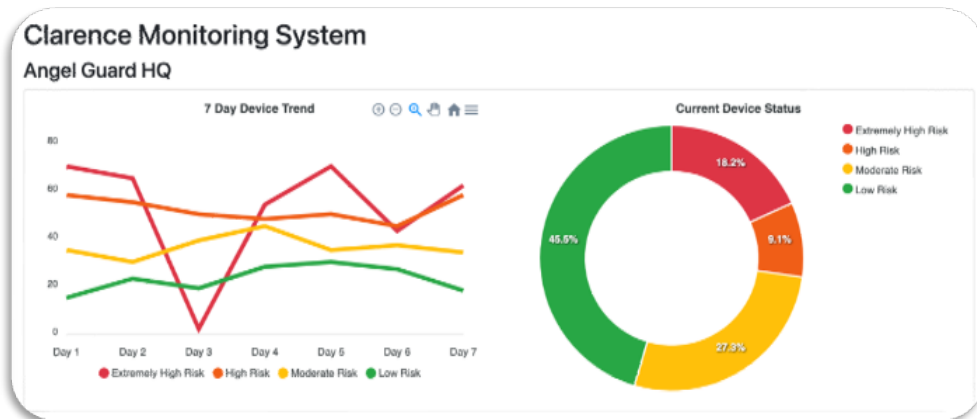 Clarence Monitoring System
Angel Guard HQ
7 Day Device Trend
80
60
40
20
0
Day 1 Day 2 Day 3 Day 4 Day 5 Day 6 Day 7
Extremely High Risk High Risk Moderate Risk Low Risk
Current Device Status
18.2%
9.1%
27.3%
45.5%
Extremely High Risk
High Risk
Moderate Risk
Low Risk